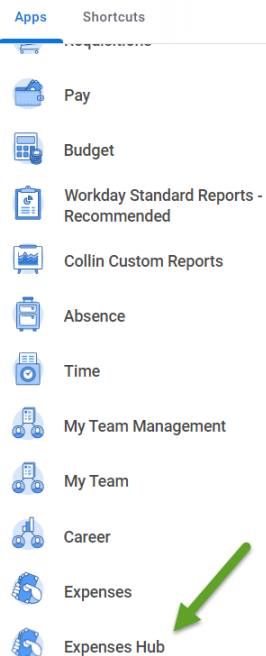 Apps Shortcuts
Requisitions
Pay
Budget
Workday Standard Reports -
Recommended
Collin Custom Reports
Absence
Time
My Team Management
My Team
Career
Expenses
Expenses Hub